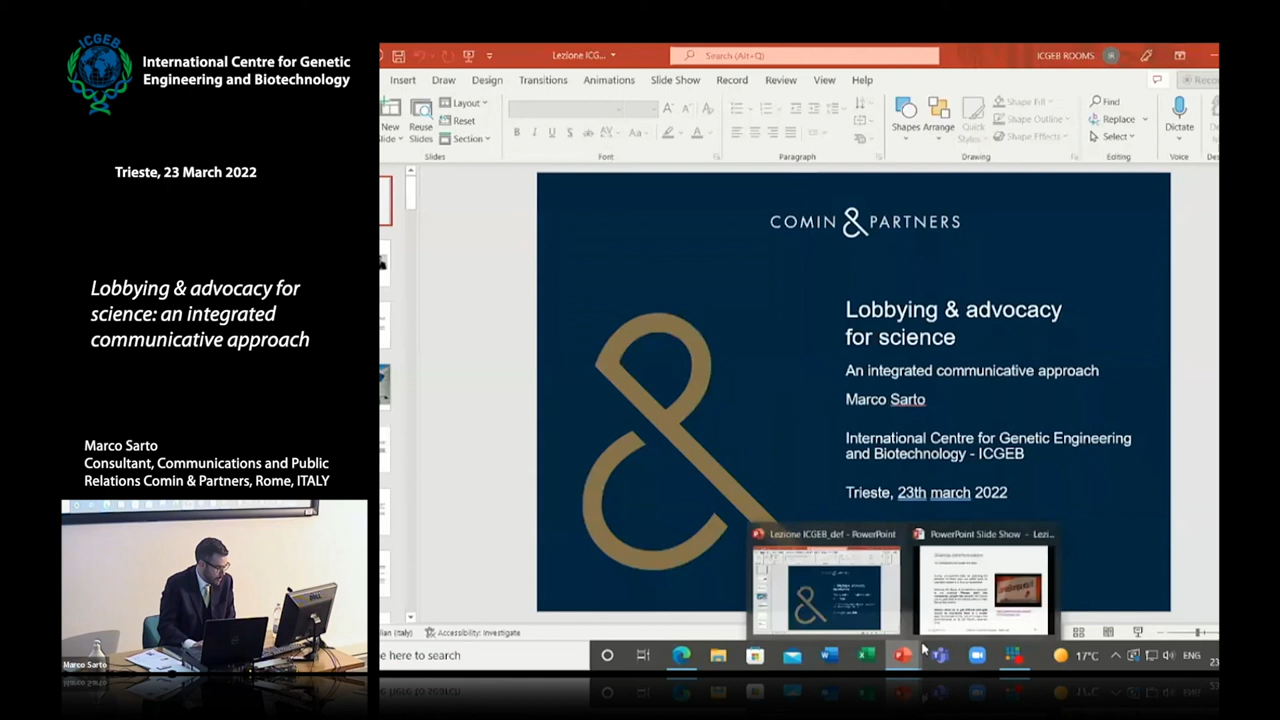 ICGEB
International Centre for Genetic
Engineering and Biotechnology
Trieste, 23 March 2022
Lobbying & advocacy for
science: an integrated
communicative approach
Marco Sarto
Consultant, Communications and Public
Relations Comin & Partners, Rome, ITALY
Marco Sarto
Lezione ICG...
Search (Alt+Q)
ICGEB ROOMS
Insert Draw Design Transitions Animations Slide Show Record Review View Help
New
Slide
Reuse
Slides
Layout
Reset
Section
Slides
Font
Paragraph
Shapes
Arrange
Quick
Styles
Shape Fill
Shape Outline
Shape Effects
Drawing
Find
Replace
Select
Editing
Dictate
Voice
COMIN & PARTNERS
&
Lobbying & advocacy
for science
An integrated communicative approach
Marco Sarto
International Centre for Genetic Engineering
and Biotechnology - ICGEB
Trieste, 23th march 2022
Lezione ICGEB_def - PowerPoint
PowerPoint Slide Show - Lezi...
lian (Italy)
Accessibility: Investigate
here to search
17°C
ENG
23